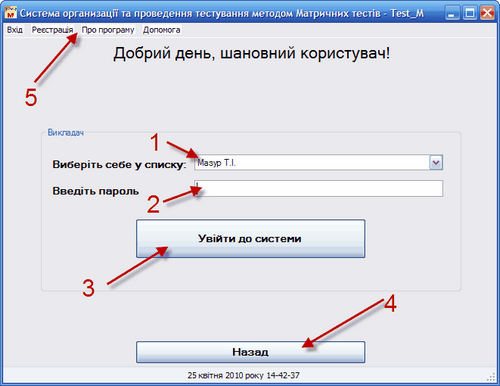 Система организації та проведення тестування методом Матричних тестів - Test_M
Вхід Реєстрація Про програму Допомога
Добрий день, шановний користувач!
5
Викладач
1
Виберіть себе у списку: Мазур Т.І.
Введіть пароль
2
Увійти до системи
3
4
Назад
25 квітня 2010 року 14-42-37